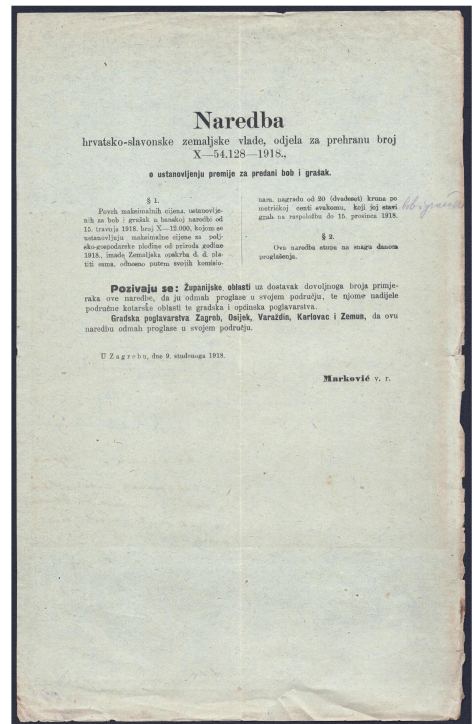 Naredba
hrvatsko-slavonske zemaljske vlade, odjela za prehranu broj
X—54.128—1918.,
o ustanovljenju premije za predani bob i grašak.
§ 1.
Povrh maksimalnih cijena, ustanovlje-
nih za bob i grašak u banskoj naredbi od
15. travnja 1918. broj X—12.000, kojom se
ustanovljuju maksimalne cijene za polj-
sko-gospodarske plodine od priroda godine
1918., imade Zemaljska opskrba d. d. pla-
titi sama, odnosno putem svojih komisio-
nara, nagradu od 20 (dvadeset) kruna po
metričkoj centi svakomu, koji joj stavi
grah na raspoložbu do 15. prosinca 1918.
bob i grašak
§ 2.
Ova naredba stupa na snagu danom
proglašenja.
Pozivaju se: Županijske oblasti uz dostavak dovoljnoga broja primje-
raka ove naredbe, da ju odmah proglase u svojem području, te njome nadijele
područne kotarske oblasti te gradska i općinska poglavarstva.
Gradska poglavarstva Zagreb, Osijek, Varaždin, Karlovac i Zemun, da ovu
naredbu odmah proglase u svojem području.
U Zagrebu, dne 9. studenoga 1918.
Marković v. r.